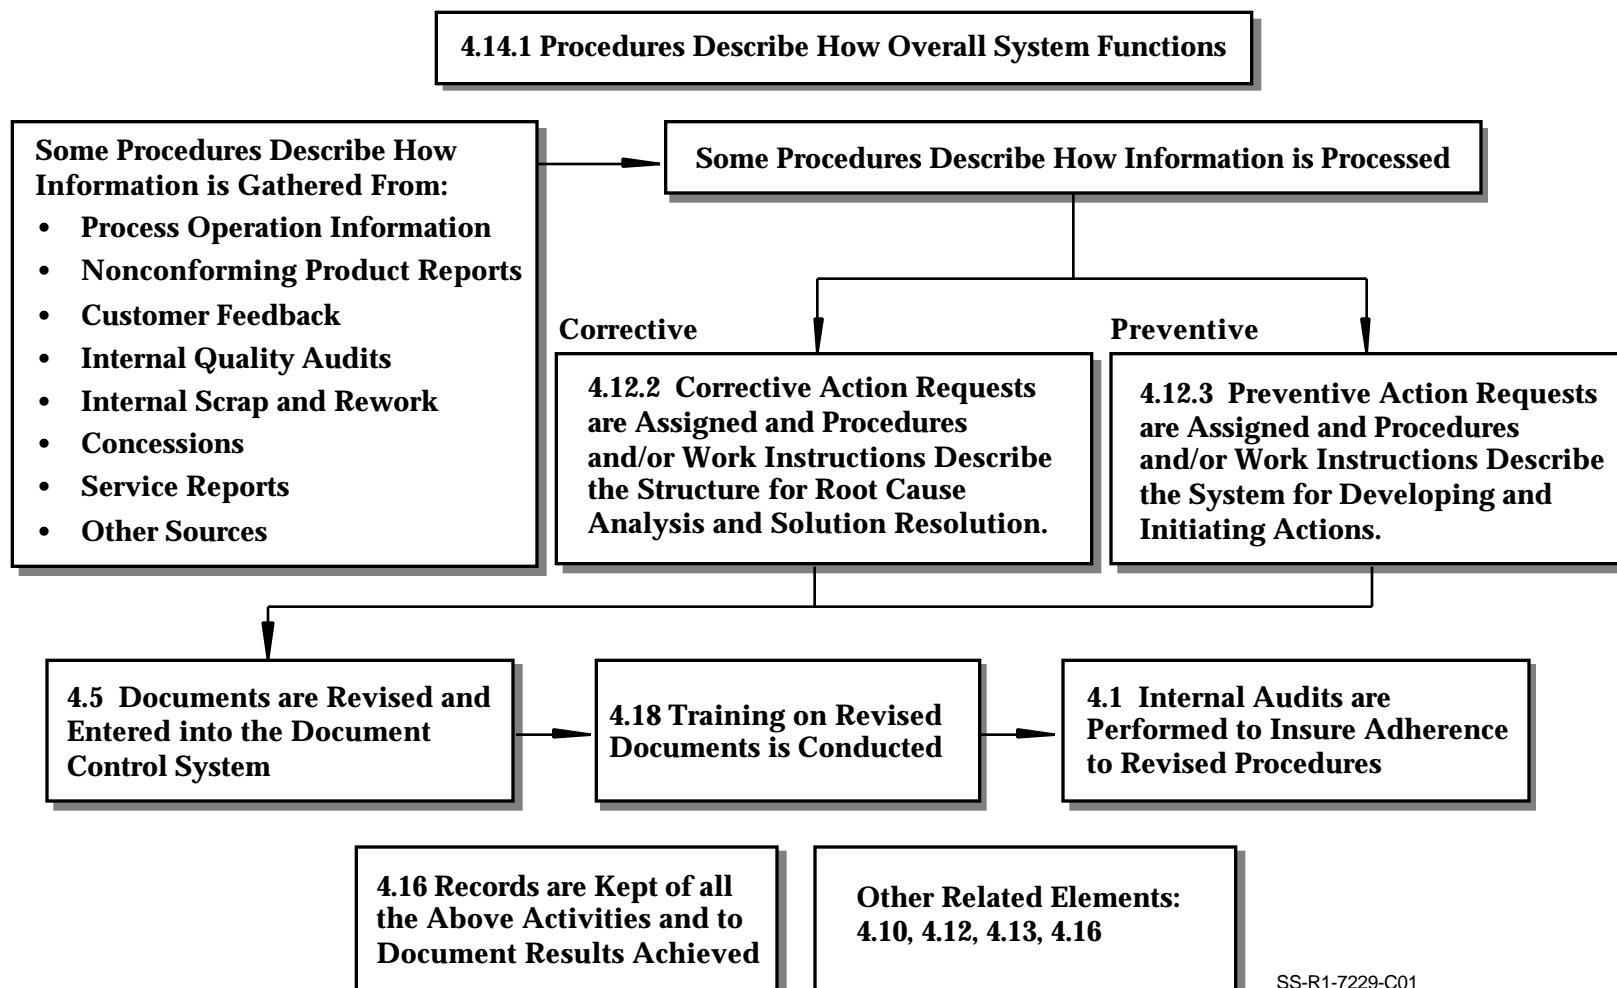 4.14.1 Procedures Describe How Overall System Functions
Some Procedures Describe How
Information is Gathered From:
• Process Operation Information
• Nonconforming Product Reports
• Customer Feedback
• Internal Quality Audits
• Internal Scrap and Rework
• Concessions
• Service Reports
• Other Sources
Some Procedures Describe How Information is Processed
Corrective
4.12.2 Corrective Action Requests
are Assigned and Procedures
and/or Work Instructions Describe
the Structure for Root Cause
Analysis and Solution Resolution.
Preventive
4.12.3 Preventive Action Requests
are Assigned and Procedures
and/or Work Instructions Describe
the System for Developing and
Initiating Actions.
4.5 Documents are Revised and
Entered into the Document
Control System
4.18 Training on Revised
Documents is Conducted
4.1 Internal Audits are
Performed to Insure Adherence
to Revised Procedures
4.16 Records are Kept of all
the Above Activities and to
Document Results Achieved
Other Related Elements:
4.10, 4.12, 4.13, 4.16
SS-R1-7229-C01